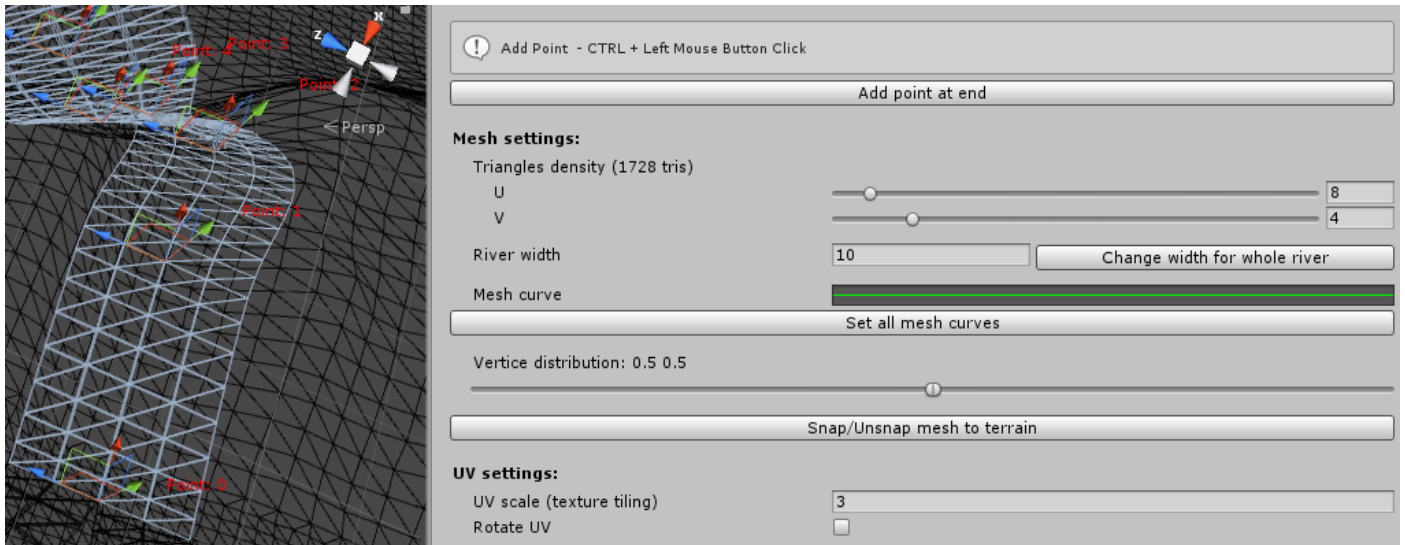 Point: 4
Point: 3
Point: 2
x
z
< Persp
Point: 1
Point: 0
Add Point - CTRL + Left Mouse Button Click
Add point at end
Mesh settings:
Triangles density (1728 tris)
U 8
V 4
River width 10 Change width for whole river
Mesh curve
Set all mesh curves
Vertice distribution: 0.5 0.5
Snap/Unsnap mesh to terrain
UV settings:
UV scale (texture tiling) 3
Rotate UV